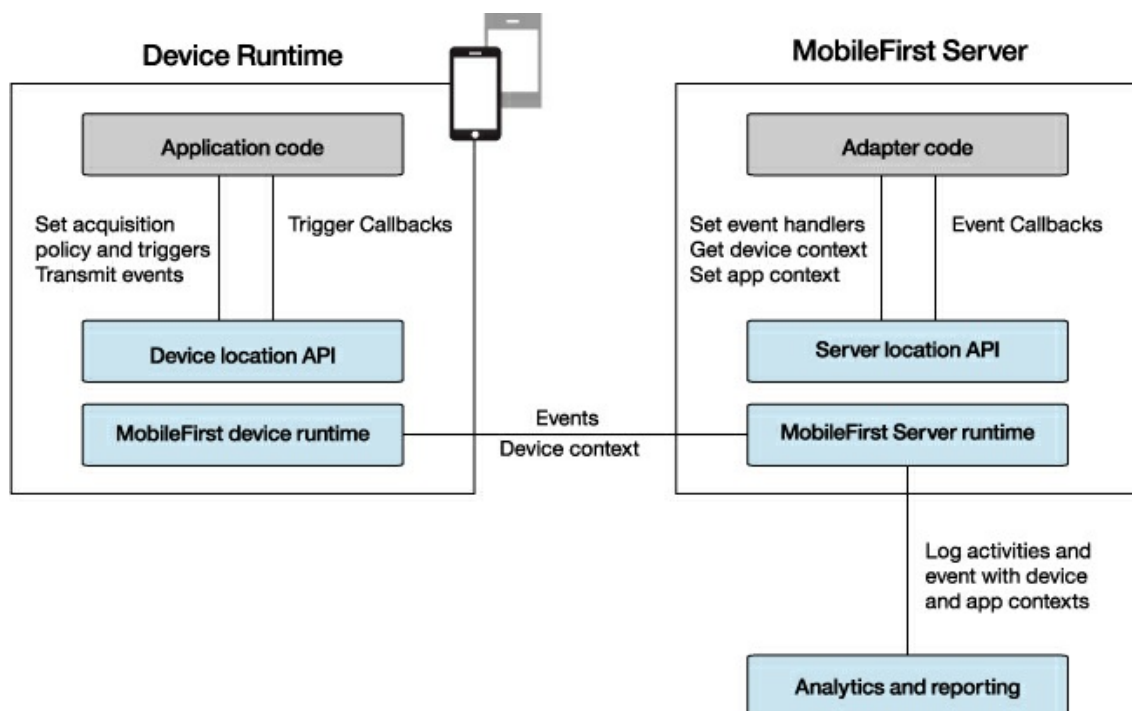 Device Runtime
MobileFirst Server
Application code
Set acquisition
policy and triggers
Transmit events
Trigger Callbacks
Device location API
MobileFirst device runtime
Events
Device context
Adapter code
Set event handlers
Get device context
Set app context
Event Callbacks
Server location API
MobileFirst Server runtime
Log activities and
event with device
and app contexts
Analytics and reporting